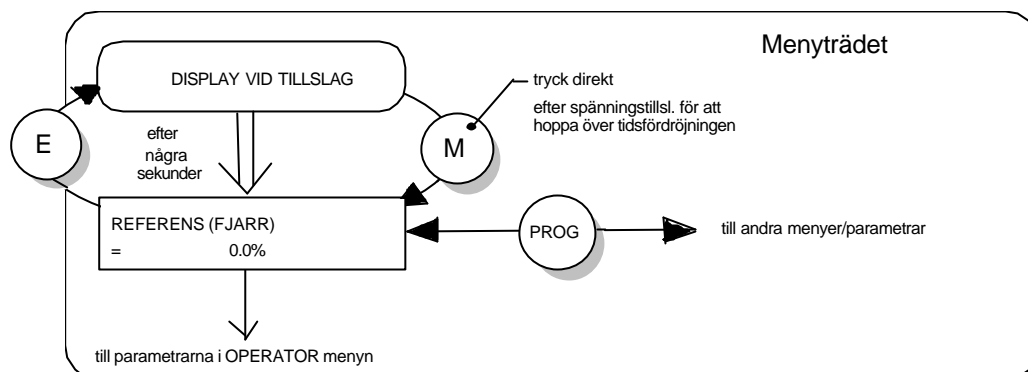 Menyträdet
DISPLAY VID TILLSLAG
tryck direkt
efter spänningstillsl. för att
hoppa över tidsfördröjningen
E
efter
några
sekunder
M
REFERENS (FJARR)
= 0.0%
PROG
till andra menyer/parametrar
till parametrarna i OPERATOR menyn